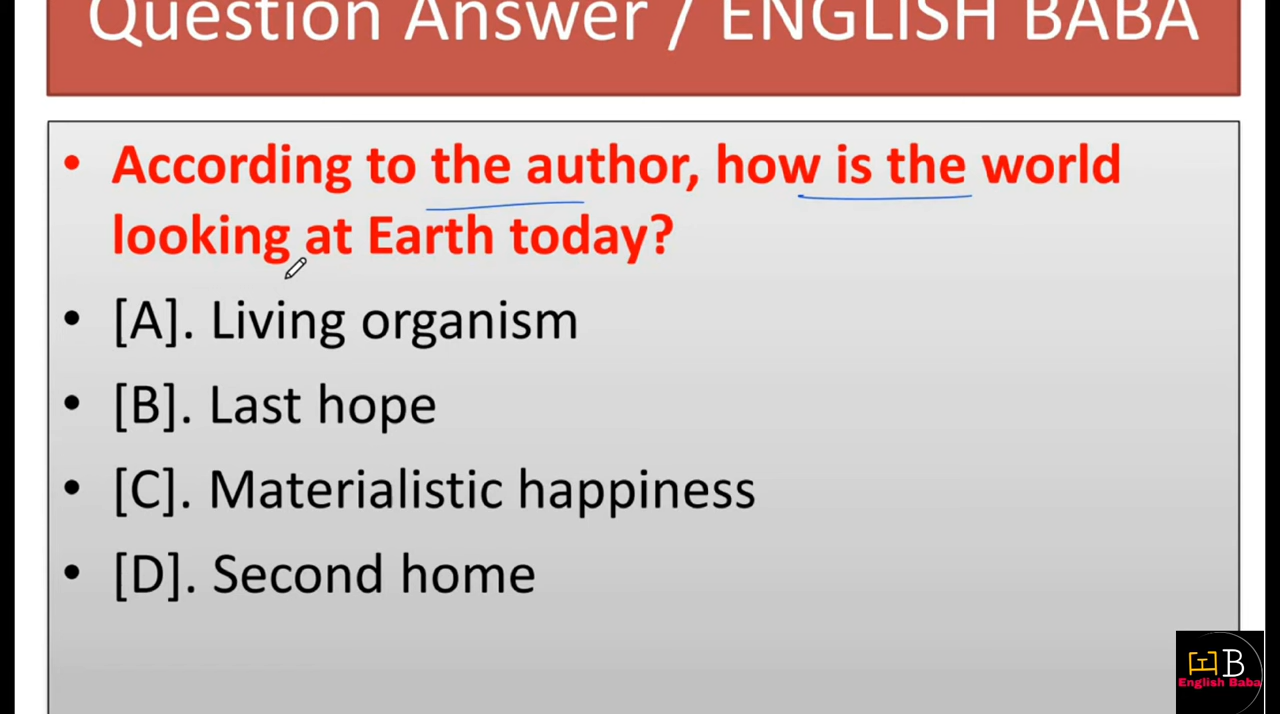 Question Answer / ENGLISH BABA
• According to the author, how is the world
looking at Earth today?
• [A]. Living organism
• [B]. Last hope
• [C]. Materialistic happiness
• [D]. Second home
B
English Baba